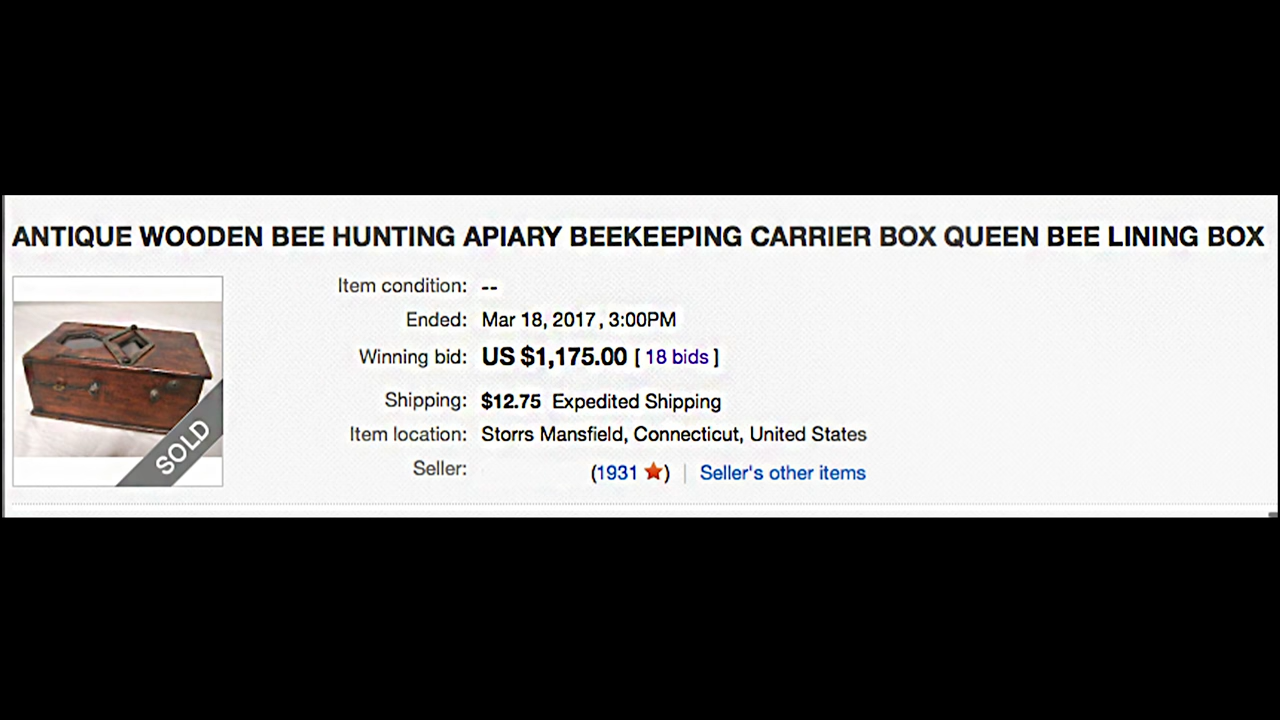 ANTIQUE WOODEN BEE HUNTING APIARY BEEKEEPING CARRIER BOX QUEEN BEE LINING BOX
Item condition: --
Ended: Mar 18, 2017 , 3:00PM
Winning bid: US $1,175.00 [ 18 bids ]
Shipping: $12.75 Expedited Shipping
Item location: Storrs Mansfield, Connecticut, United States
Seller: (1931 ★) | Seller's other items
SOLD